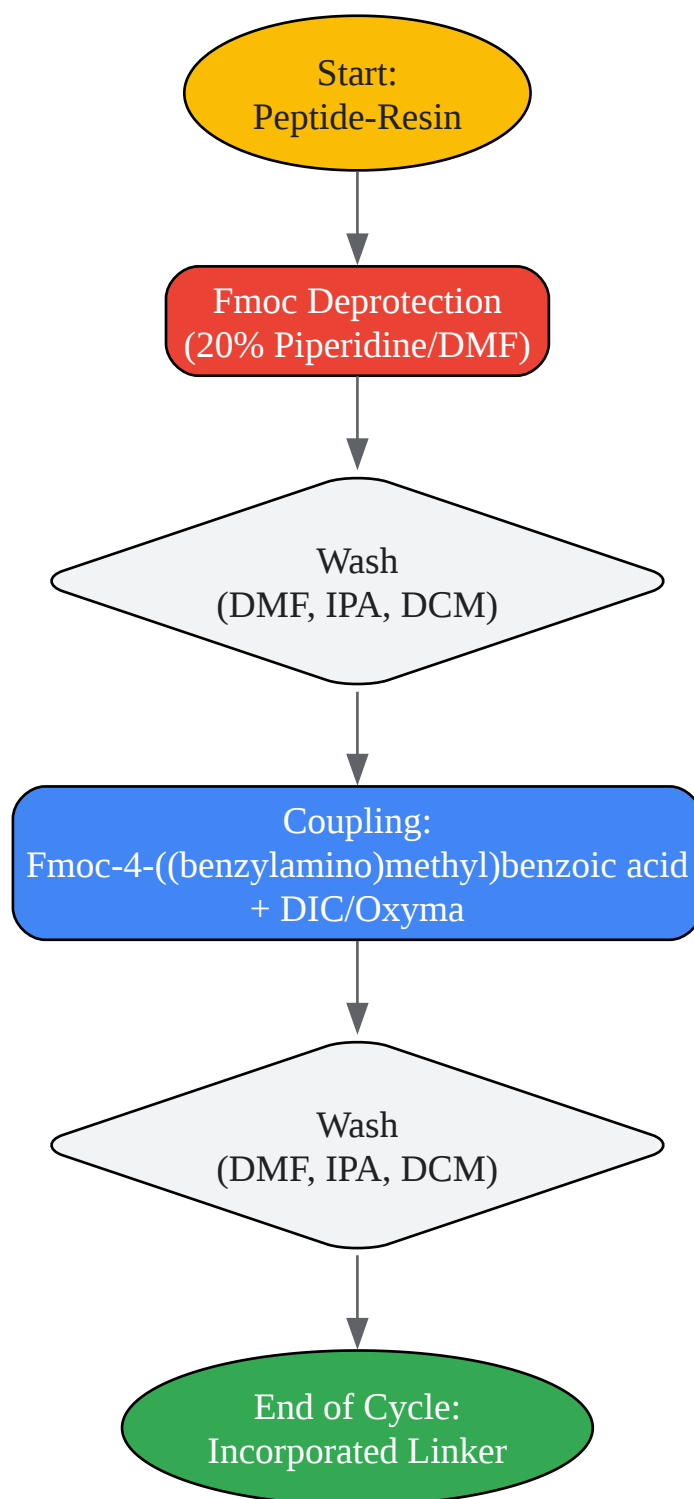 Start:
Peptide-Resin
Fmoc Deprotection
(20% Piperidine/DMF)
Wash
(DMF, IPA, DCM)
Coupling:
Fmoc-4-((benzylamino)methyl)benzoic acid
+ DIC/Oxyma
Wash
(DMF, IPA, DCM)
End of Cycle:
Incorporated Linker